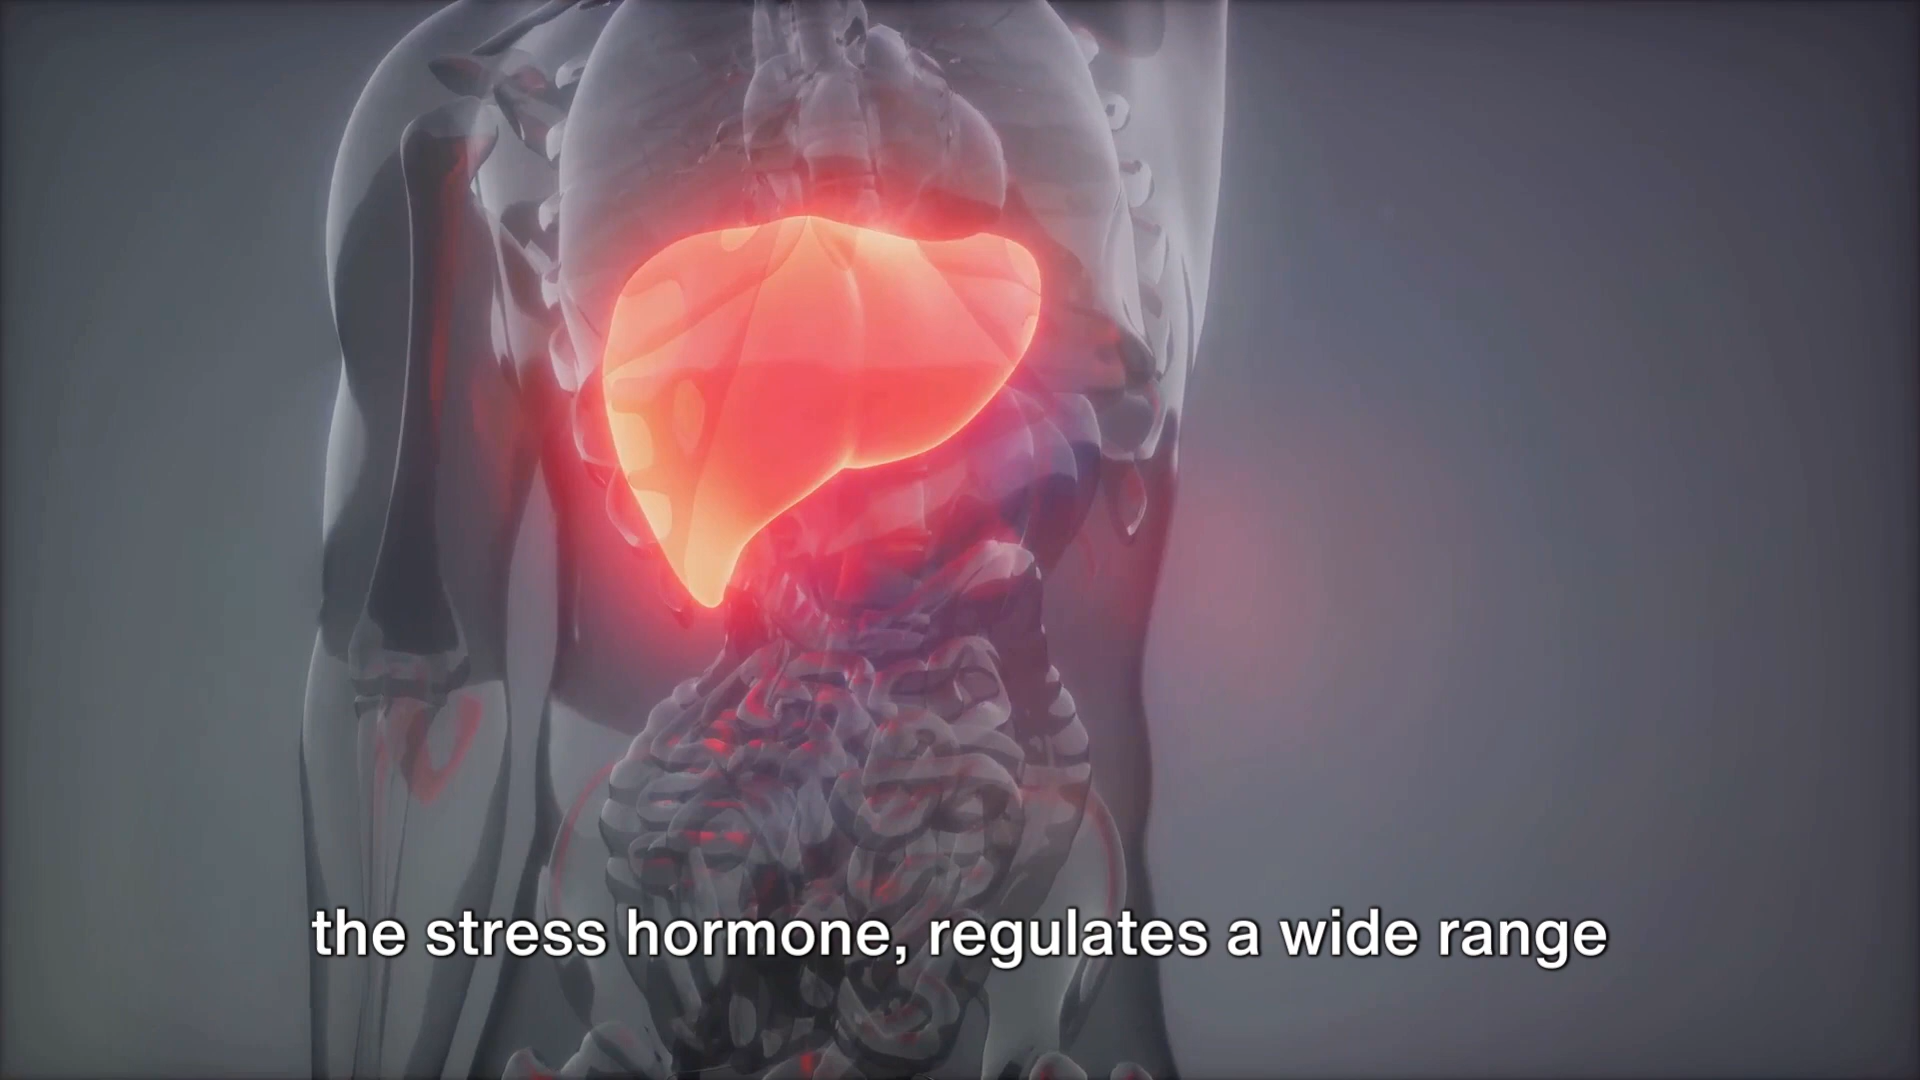 the stress hormone, regulates a wide range